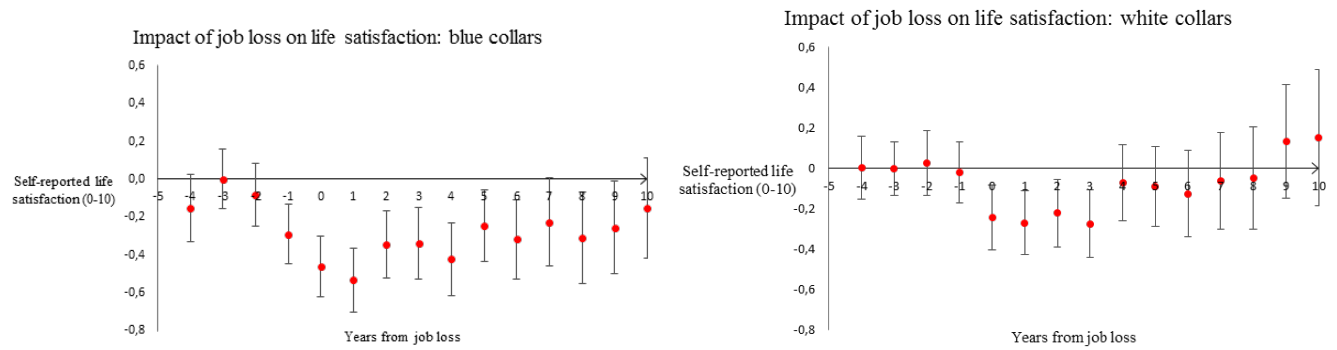 Impact of job loss on life satisfaction: blue collars
0,6
0,4
0,2
0,0
-0,2
-0,4
-0,6
-0,8
Self-reported life
satisfaction (0-10)
-5 -4 -3 -2 -1 0 1 2 3 4 5 6 7 8 9 10
Years from job loss
Impact of job loss on life satisfaction: white collars
0,6
0,4
0,2
0
-0,2
-0,4
-0,6
-0,8
Self-reported life
satisfaction (0-10)
-5 -4 -3 -2 -1 0 1 2 3 4 5 6 7 8 9 10
Years from job loss